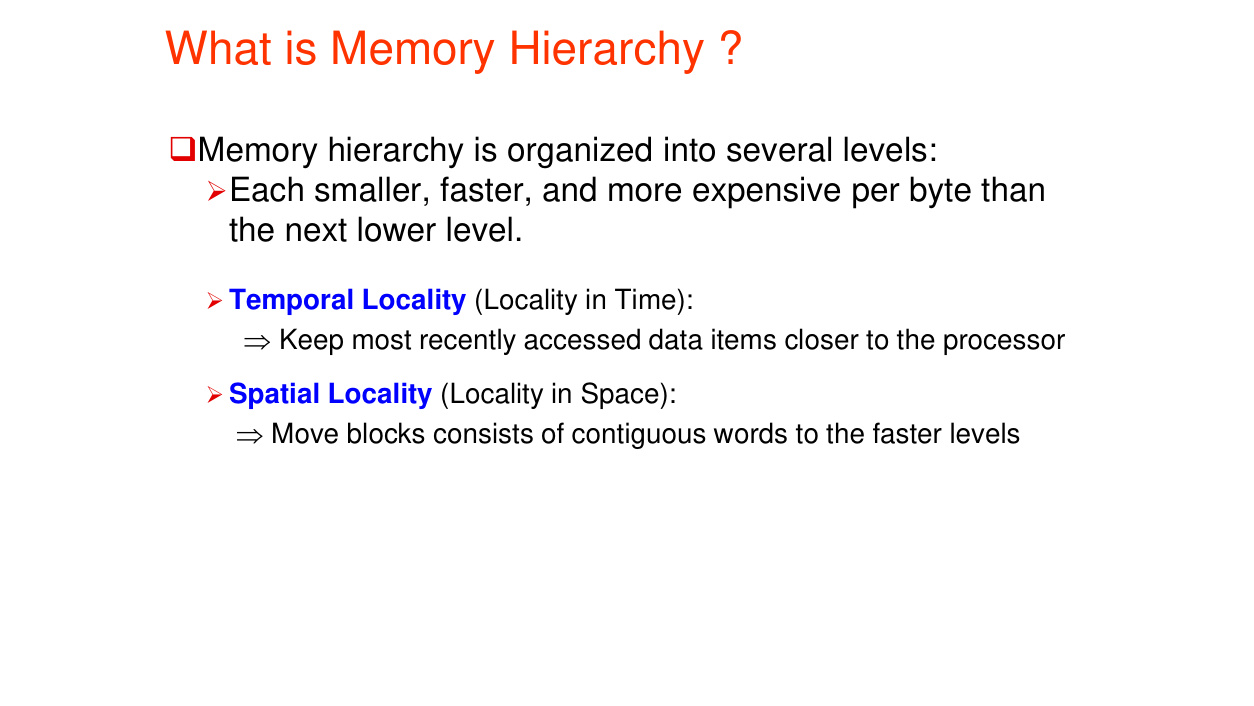 What is Memory Hierarchy ?
❑Memory hierarchy is organized into several levels:
➢Each smaller, faster, and more expensive per byte than
the next lower level.
➢ Temporal Locality (Locality in Time):
⇒ Keep most recently accessed data items closer to the processor
➢ Spatial Locality (Locality in Space):
⇒ Move blocks consists of contiguous words to the faster levels